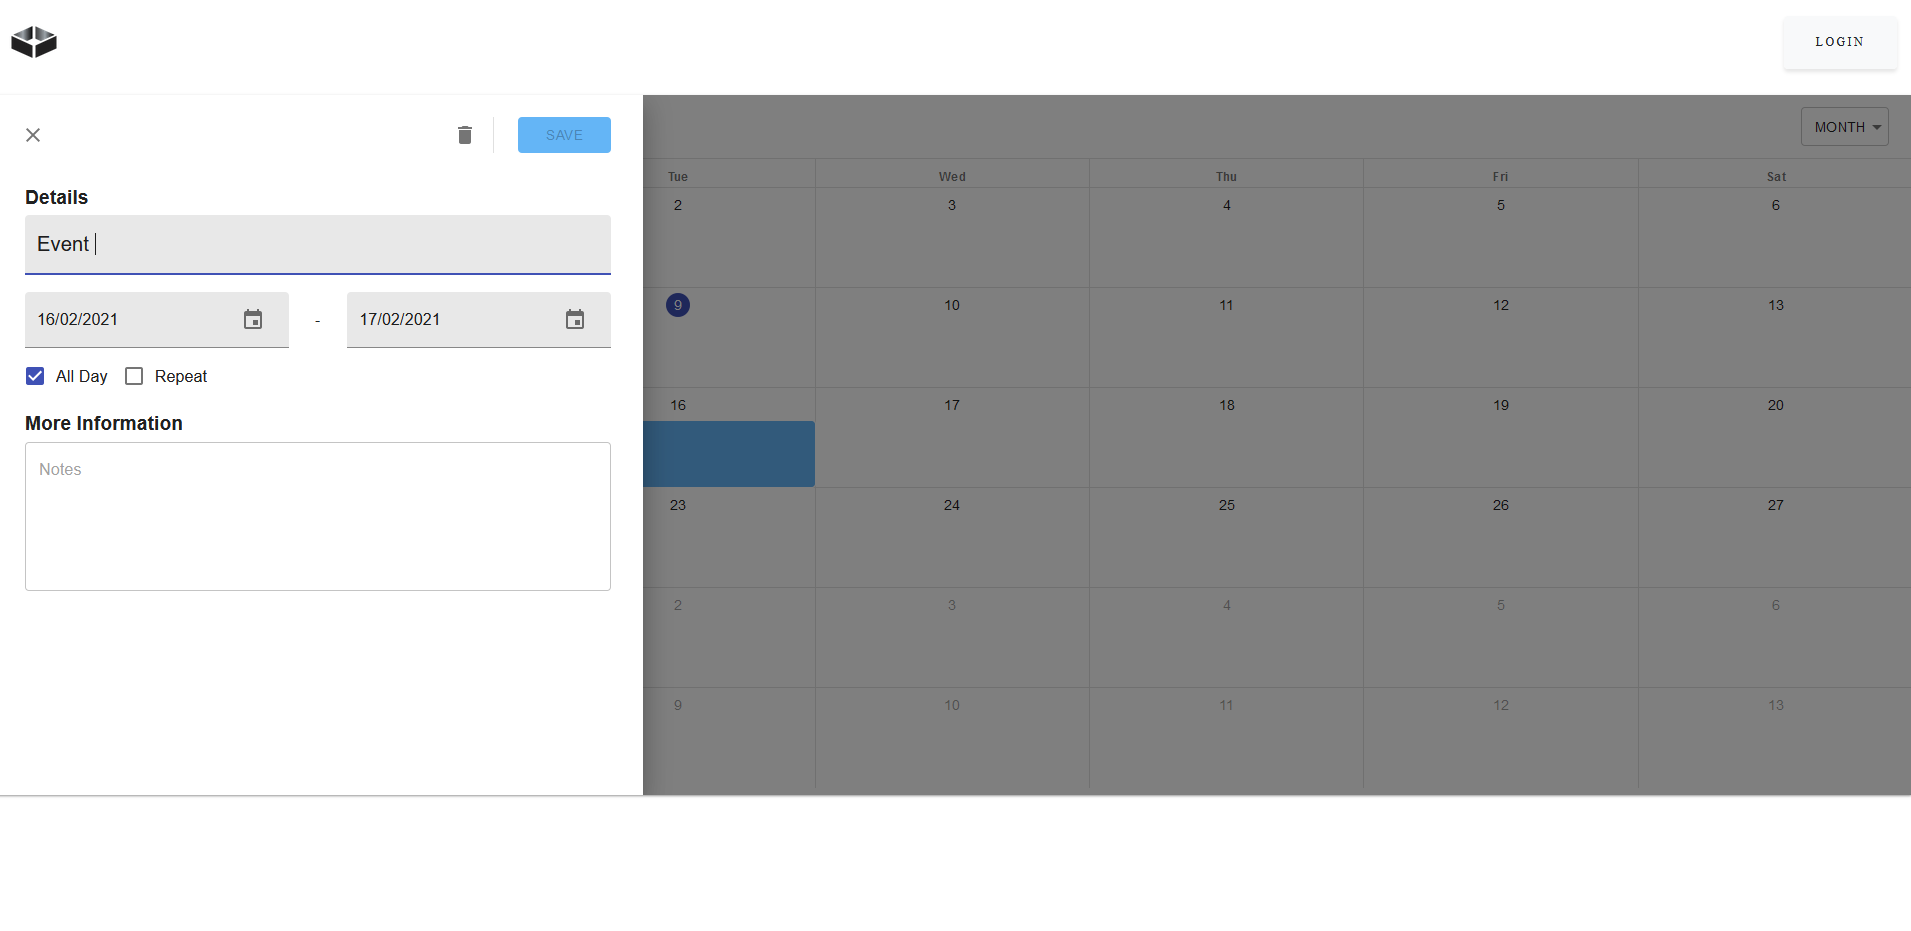 LOGIN
SAVE
MONTH
Details
Event
16/02/2021 - 17/02/2021
All Day Repeat
More Information
Notes
Tue Wed Thu Fri Sat
2 3 4 5 6
9 10 11 12 13
16 17 18 19 20
23 24 25 26 27
2 3 4 5 6
9 10 11 12 13